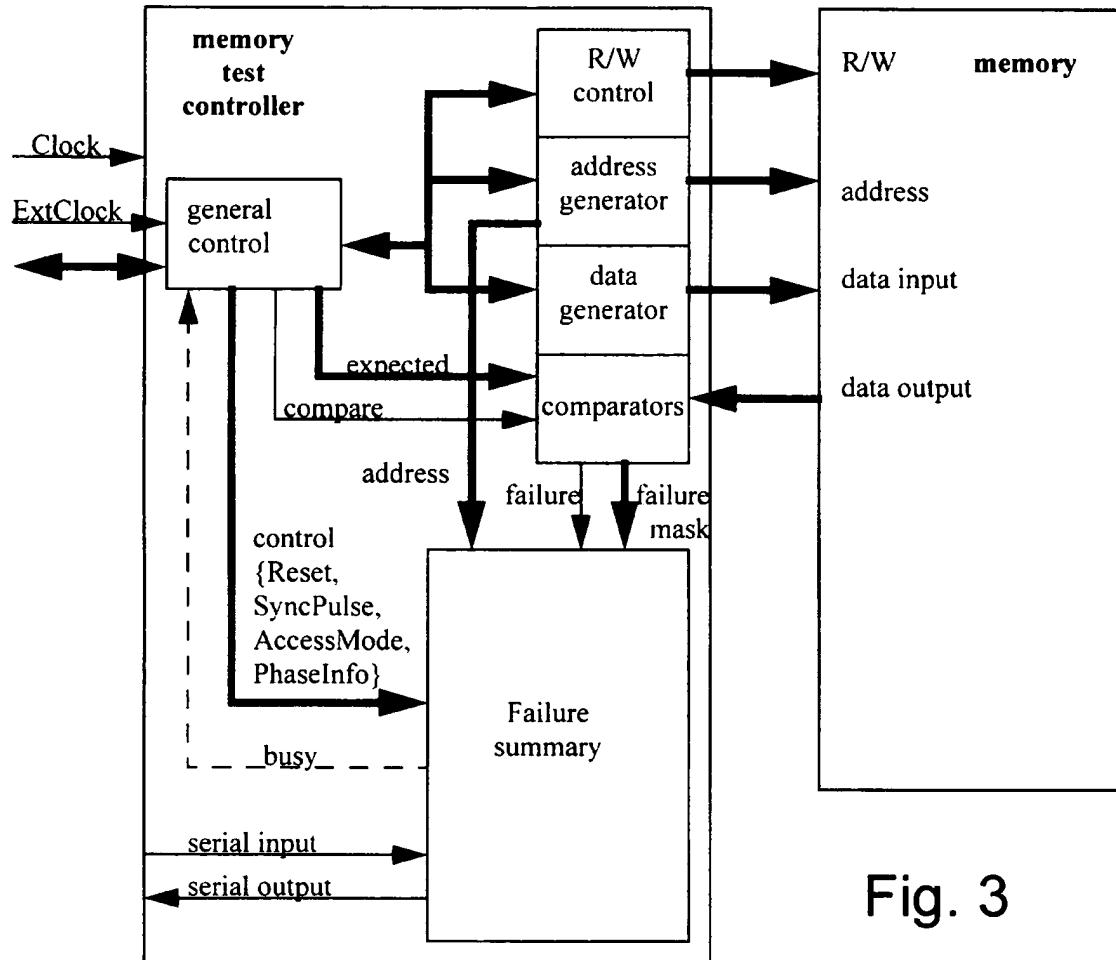 memory
test
controller
R/W
control
R/W
memory
Clock
address
generator
address
ExtClock
general
control
data
generator
data input
expected
compare
comparators
data output
address
failure
failure
mask
control
{Reset,
SyncPulse,
AccessMode,
PhaseInfo}
Failure
summary
busy
serial input
serial output
Fig. 3